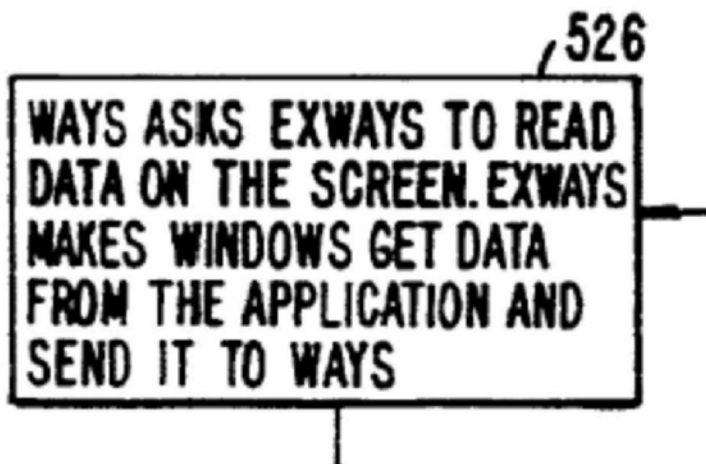 526
WAYS ASKS EXWAYS TO READ
DATA ON THE SCREEN. EXWAYS
MAKES WINDOWS GET DATA
FROM THE APPLICATION AND
SEND IT TO WAYS